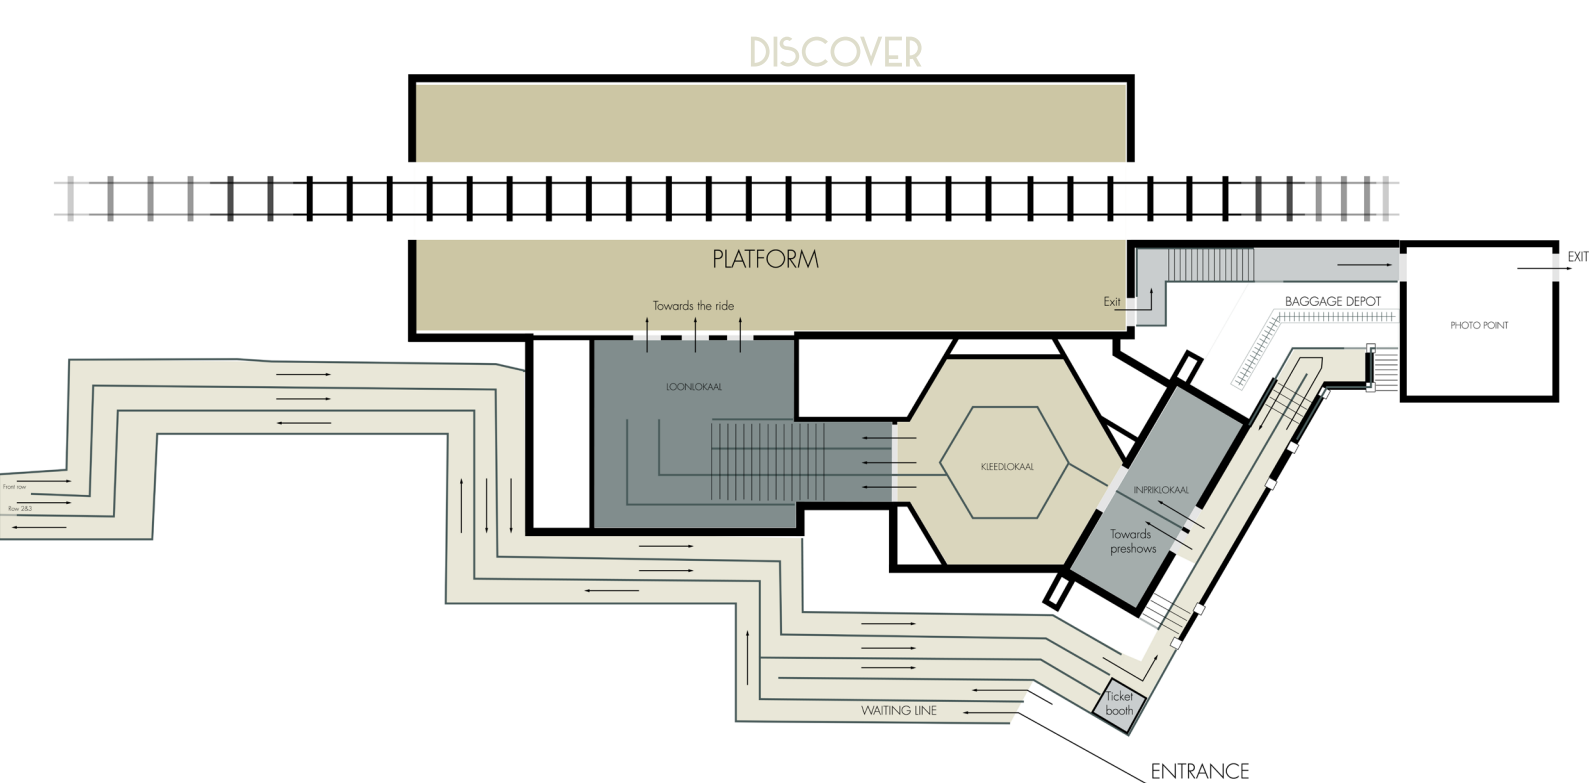 DISCOVER
PLATFORM
EXIT
Towards the ride
Exit
BAGGAGE DEPOT
PHOTO POINT
LOONLOKAAL
KLEEDLOKAAL
INPRIKLOKAAL
Front row
Row 2&3
Towards
preshows
Ticket
booth
WAITING LINE
ENTRANCE